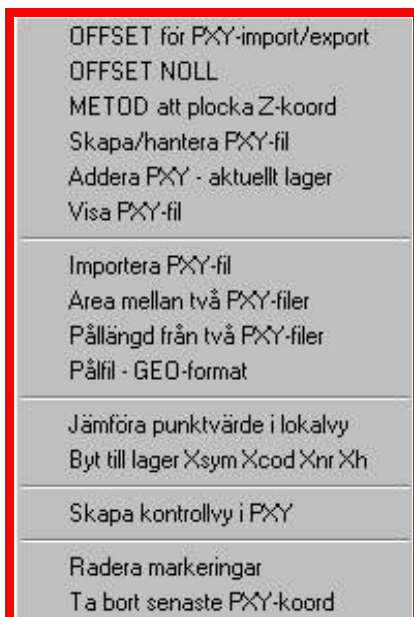 OFFSET för PXY-import/export
OFFSET NOLL
METOD att plocka Z-koord
Skapa/hantera PXY-fil
Addera PXY - aktuellt lager
Visa PXY-fil
Importera PXY-fil
Area mellan två PXY-filer
Pållängd från två PXY-filer
Pålfil - GEO-format
Jämföra punktvärde i lokalvy
Byt till lager Xsym Xcod Xnr Xh
Skapa kontrollvy i PXY
Radera markeringar
Ta bort senaste PXY-koord